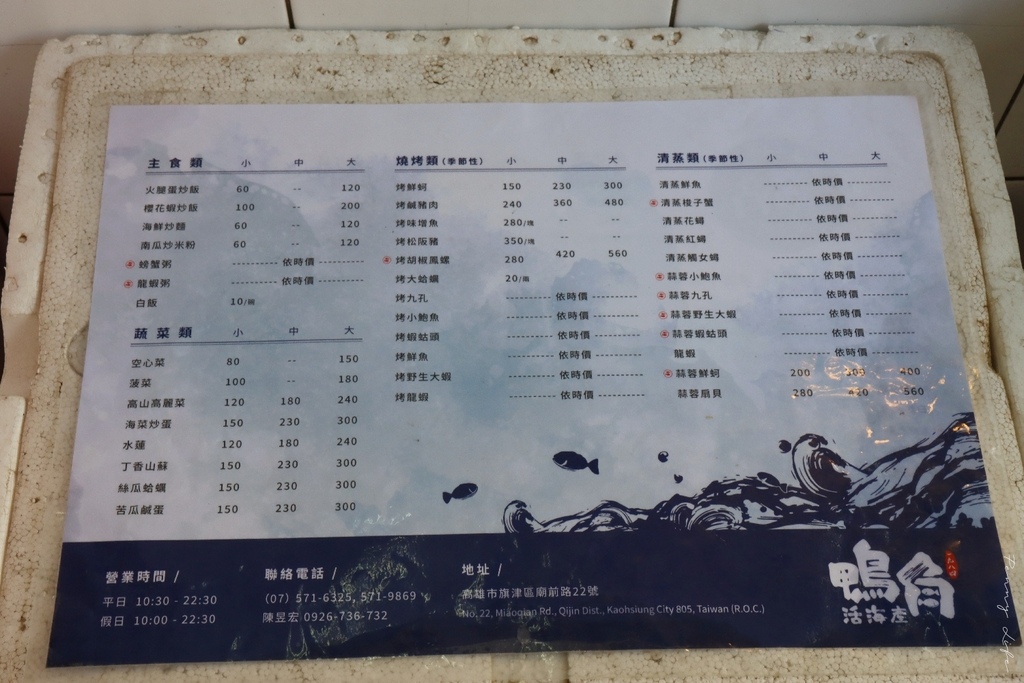 主食類 小 中 大
火腿蛋炒飯 60 -- 120
櫻花蝦炒飯 100 -- 200
海鮮炒麵 60 -- 120
南瓜炒米粉 60 -- 120
螃蟹粥 依時價
龍蝦粥 依時價
白飯 10/碗
蔬菜類 小 中 大
空心菜 80 -- 150
菠菜 100 -- 180
高山高麗菜 120 180 240
海菜炒蛋 150 230 300
水蓮 120 180 240
丁香山蘇 150 230 300
絲瓜蛤蠣 150 230 300
苦瓜鹹蛋 150 230 300
燒烤類(季節性) 小 中 大
烤鮮蚵 150 230 300
烤鹹豬肉 240 360 480
烤味增魚 280/塊 -- --
烤松阪豬 350/塊 -- --
烤胡椒鳳螺 280 420 560
烤大蛤蠣 20/兩
烤九孔 依時價
烤小鮑魚 依時價
烤蝦蛄頭 依時價
烤鮮魚 依時價
烤野生大蝦 依時價
烤龍蝦 依時價
清蒸類(季節性) 小 中 大
清蒸鮮魚 依時價
清蒸梭子蟹 依時價
清蒸花蟳 依時價
清蒸紅蟳 依時價
清蒸觸女蟳 依時價
蒜蓉小鮑魚 依時價
蒜蓉九孔 依時價
蒜蓉野生大蝦 依時價
蒜蓉蝦蛄頭 依時價
龍蝦 依時價
蒜蓉鮮蚵 200 300 400
蒜蓉扇貝 280 420 560
營業時間 /
平日 10:30 - 22:30
假日 10:00 - 22:30
聯絡電話 /
(07) 571-6325, 571-9869
陳昱宏 0926-736-732
地址 /
高雄市旗津區廟前路22號
No. 22, Miaoqian Rd., Qijin Dist., Kaohsiung City 805, Taiwan (R.O.C.)
鴨角
一九八四
活海產